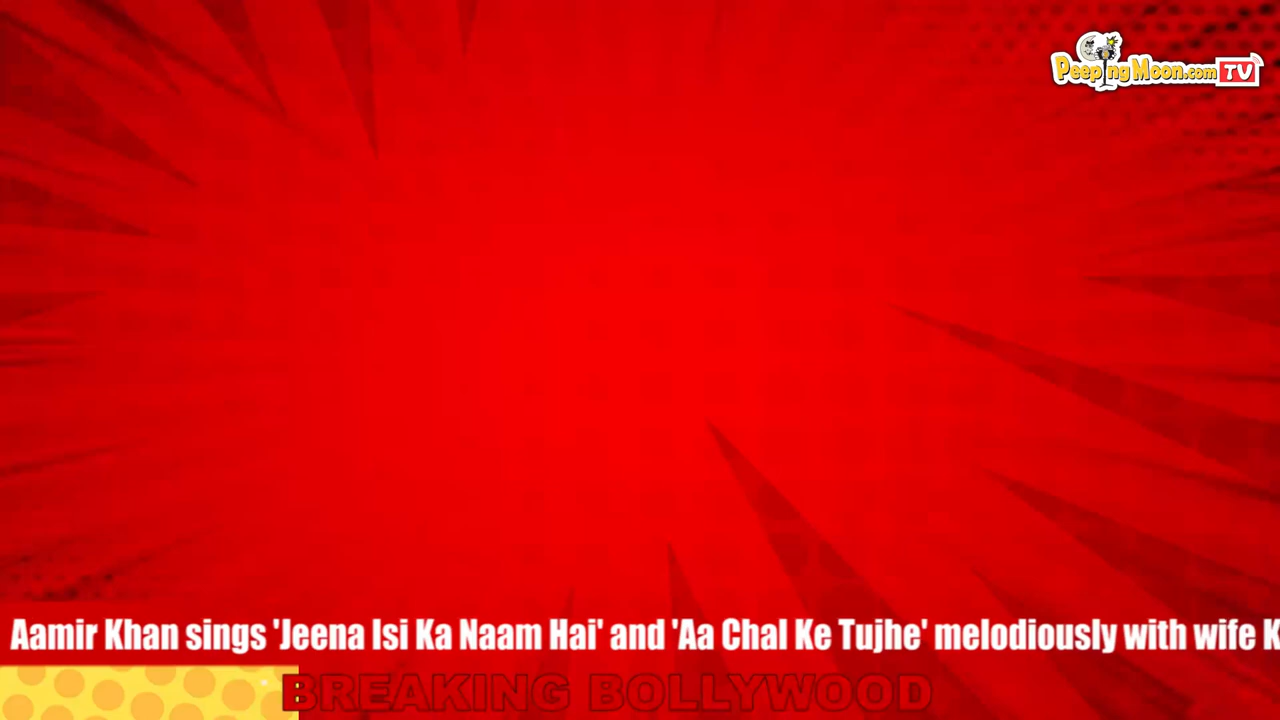 PeepingMoon.com TV
Aamir Khan sings 'Jeena Isi Ka Naam Hai' and 'Aa Chal Ke Tujhe' melodiously with wife K
BREAKING BOLLYWOOD